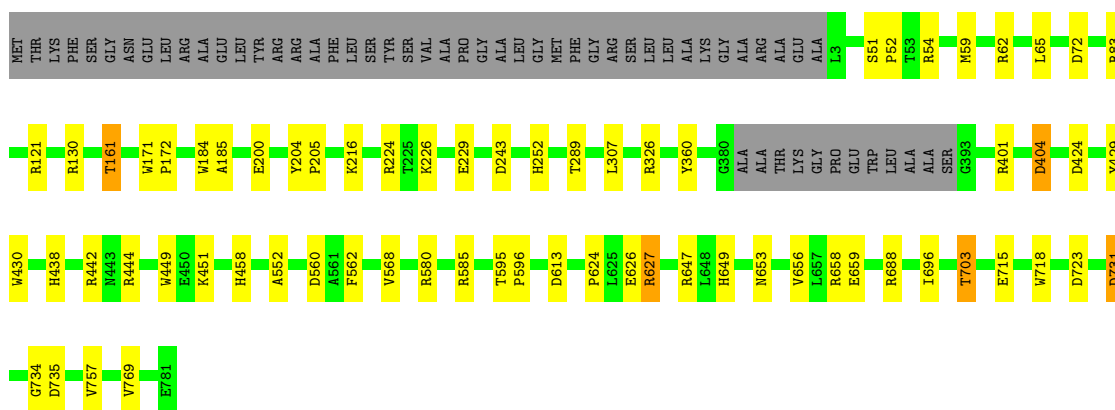 MET THR LYS PHE SER GLY ASN GLU LEU ARG ALA GLU LEU TYR ARG ARG ALA PHE LEU SER TYR SER VAL ALA PRO GLY ALA LEU GLY MET PHE GLY ARG SER LEU LEU ALA LYS GLY ALA ARG ALA GLU ALA L3 S51 P52 T53 R54 M59 R62 L65 D72 R83
R121 R130 T161 W171 P172 W184 A185 E200 Y204 P205 K216 R224 T225 K226 E229 D243 H252 T289 L307 R326 Y360 G380 ALA ALA THR LYS GLY PRO GLU TRP LEU ALA ALA SER G393 R401 D404 D424 Y429
W430 H438 R442 N443 R444 W449 E450 K451 H458 A552 D560 A561 F562 V568 R580 R585 T595 P596 D613 P624 L625 E626 R627 R647 L648 H649 N653 V656 L657 R658 E659 R688 I696 T703 E715 W718 D723 D731
G734 D735 V757 V769 E781